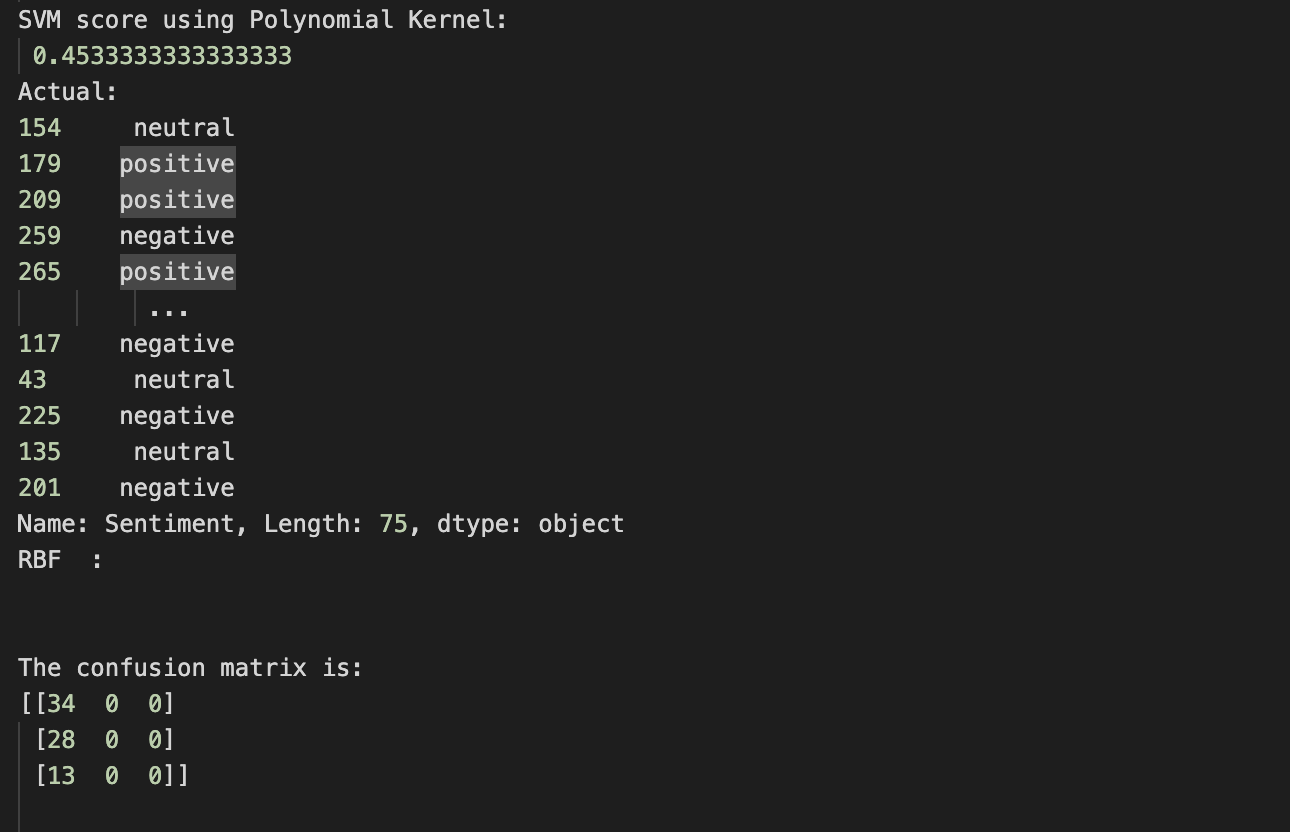 SVM score using Polynomial Kernel:
0.4533333333333333
Actual:
154     neutral
179    positive
209    positive
259    negative
265    positive
...
117    negative
43      neutral
225    negative
135     neutral
201    negative
Name: Sentiment, Length: 75, dtype: object
RBF  :
The confusion matrix is:
[[34  0  0]
 [28  0  0]
 [13  0  0]]